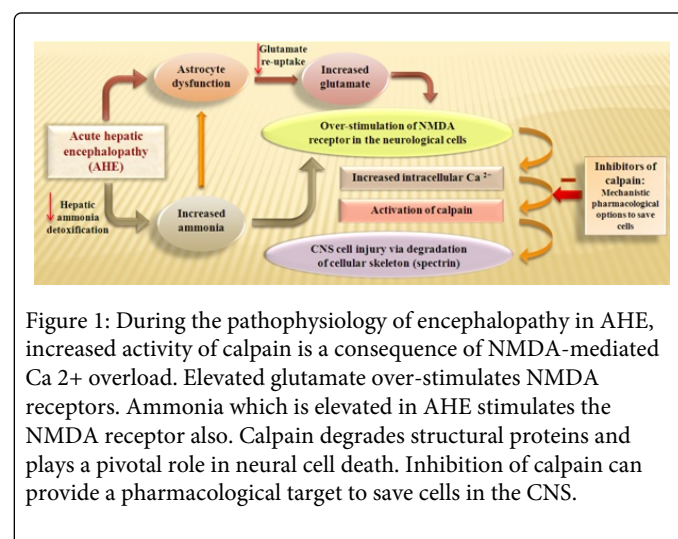 Glutamate
re-uptake
Astrocyte
dysfunction
Increased
glutamate
Acute hepatic
encephalopathy
(AHE)
Over-stimulation of NMDA
receptor in the neurological cells
Hepatic
ammonia
detoxification
Increased
ammonia
Increased intracellular Ca 2–
Activation of calpain
CNS cell injury via degradation
of cellular skeleton (spectrin)
Inhibitors of
calpain:
Mechanistic
pharmacological
options to save
cells
Figure 1: During the pathophysiology of encephalopathy in AHE,
increased activity of calpain is a consequence of NMDA-mediated
Ca 2+ overload. Elevated glutamate over-stimulates NMDA
receptors. Ammonia which is elevated in AHE stimulates the
NMDA receptor also. Calpain degrades structural proteins and
plays a pivotal role in neural cell death. Inhibition of calpain can
provide a pharmacological target to save cells in the CNS.